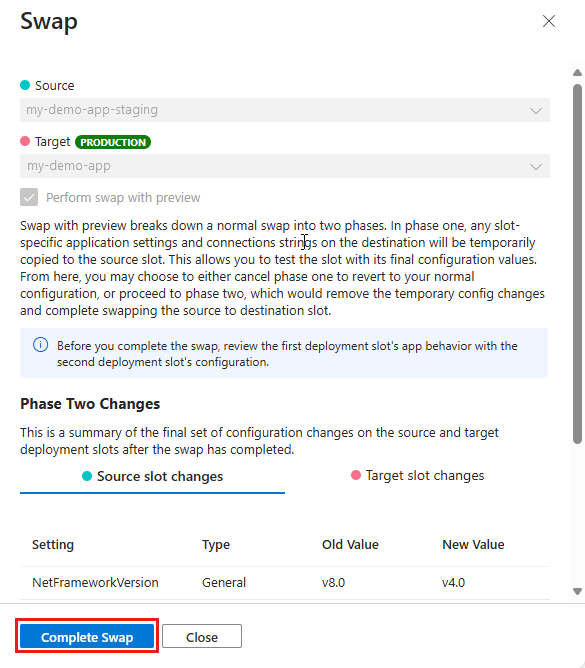 Swap
Source
my-demo-app-staging
Target PRODUCTION
my-demo-app
Perform swap with preview
Swap with preview breaks down a normal swap into two phases. In phase one, any slot-
specific application settings and connections strings on the destination will be temporarily
copied to the source slot. This allows you to test the slot with its final configuration values.
From here, you may choose to either cancel phase one to revert to your normal
configuration, or proceed to phase two, which would remove the temporary config changes
and complete swapping the source to destination slot.
Before you complete the swap, review the first deployment slot's app behavior with the
second deployment slot's configuration.
Phase Two Changes
This is a summary of the final set of configuration changes on the source and target
deployment slots after the swap has completed.
Source slot changes Target slot changes
Setting Type Old Value New Value
NetFrameworkVersion General v8.0 v4.0
Complete Swap Close